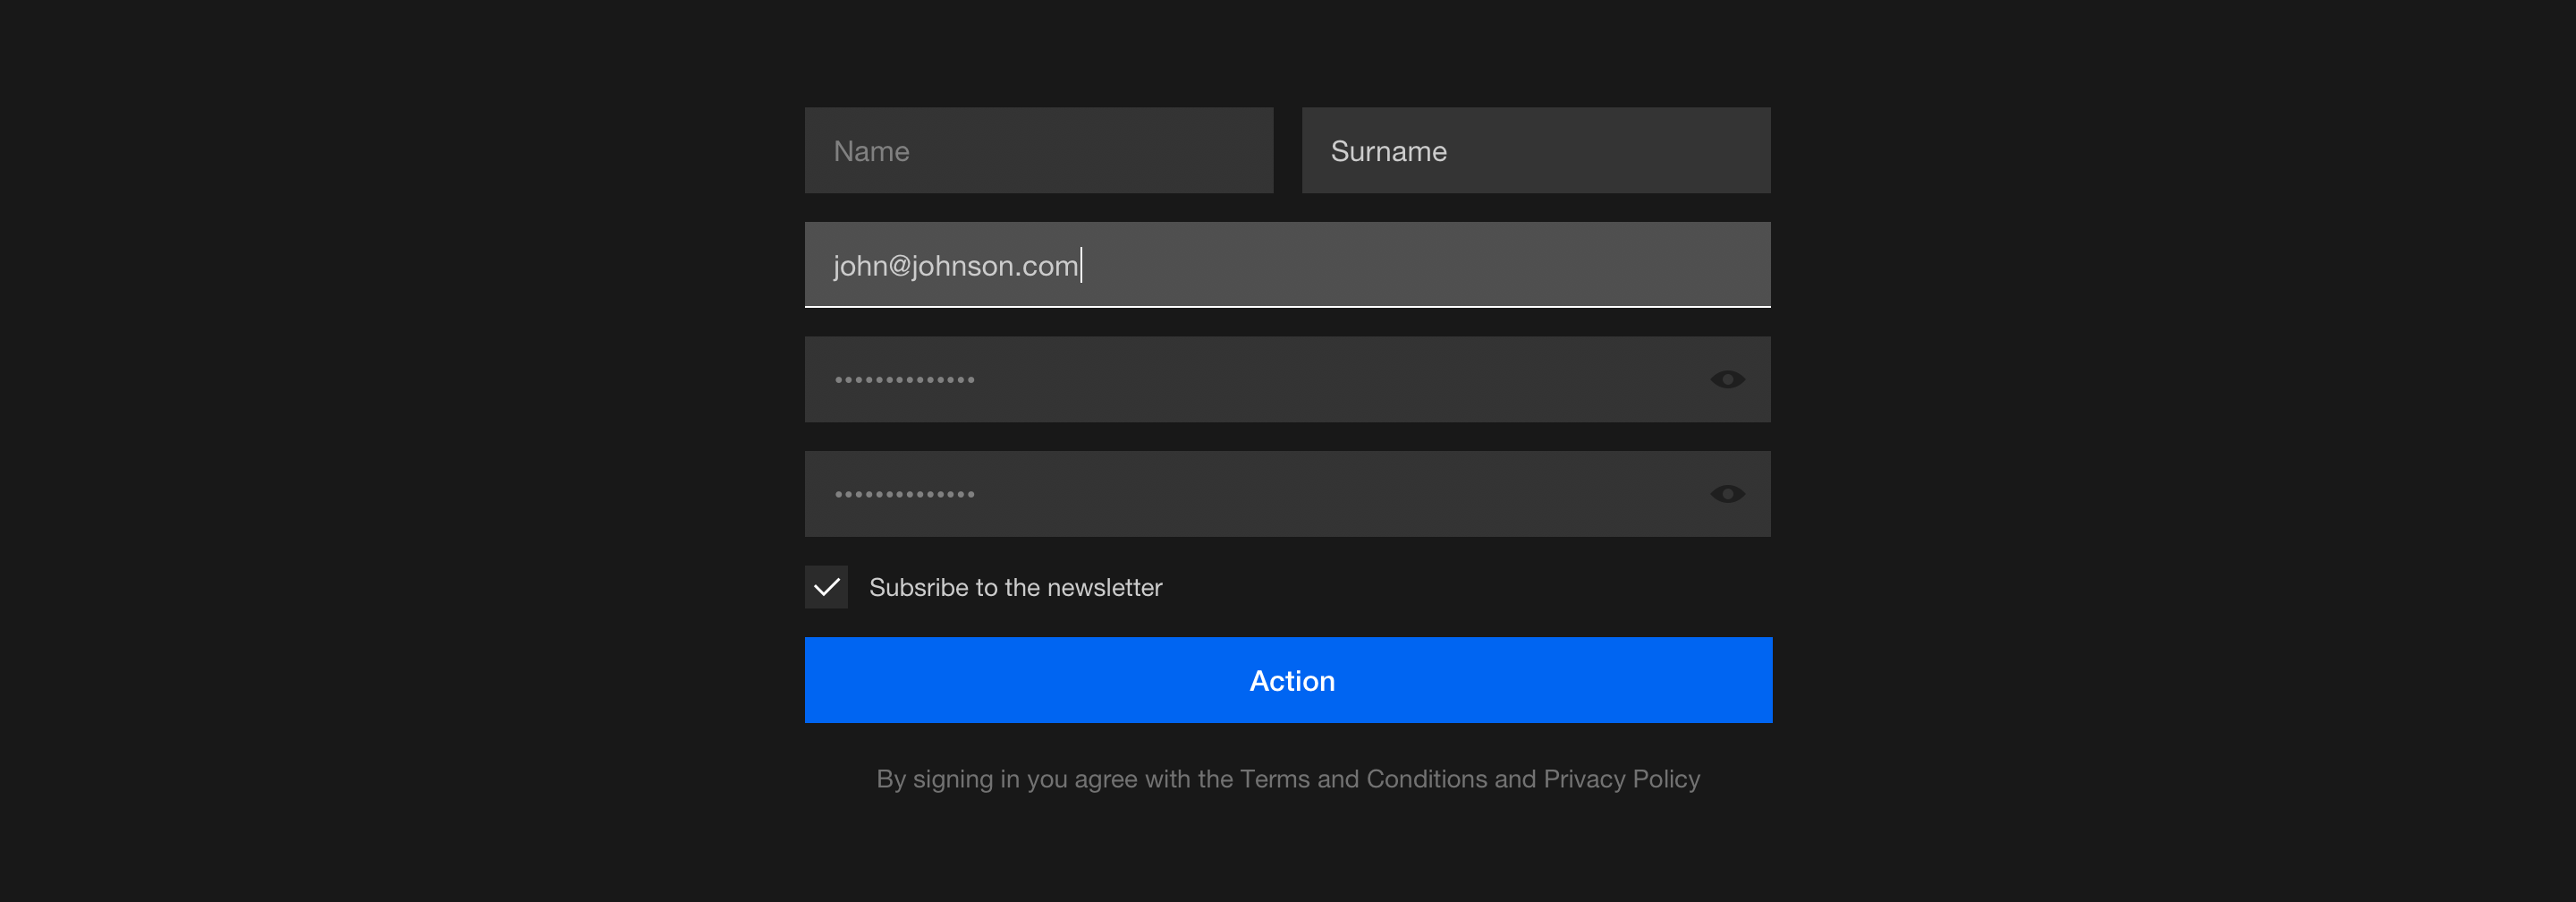 Name
Surname
john@johnson.com
••••••••••••••
••••••••••••••
Subsribe to the newsletter
Action
By signing in you agree with the Terms and Conditions and Privacy Policy